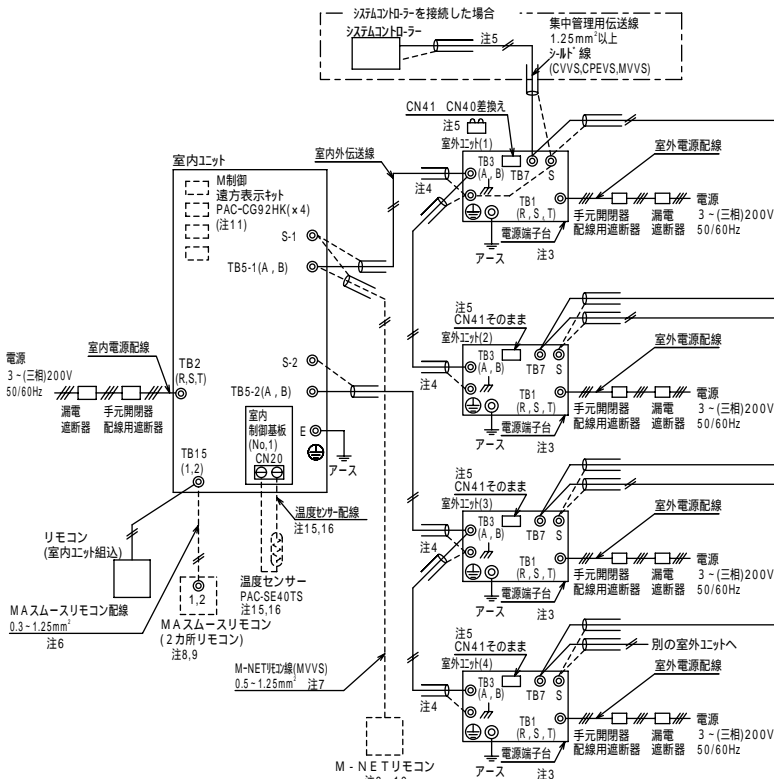 システムコントローラーを接続した場合
システムコントローラー
注5
集中管理用伝送線
1.25mm²以上
シールド線
(CVVS,CPEVS,MVVS)
CN41 CN40差換え
注5
室外ユニット(1)
室内外伝送線
注4
TB3
(A,B)
TB7
S
TB1
(R,S,T)
電源端子台
注3
アース
室外電源配線
手元開閉器
配線用遮断器
漏電
遮断器
電源
3~(三相)200V
50/60Hz
室内ユニット
M制御
遠方表示キット
PAC-CG92HK(x4)
(注11)
S-1
TB5-1(A,B)
S-2
TB5-2(A,B)
室内電源配線
電源
3~(三相)200V
50/60Hz
漏電
遮断器
手元開閉器
配線用遮断器
TB2
(R,S,T)
室内
制御基板
(No,1)
CN20
E
アース
TB15
(1,2)
温度センサー配線
注15,16
リモコン
(室内ユニット組込)
1,2
温度センサー
PAC-SE40TS
注15,16
MAスムースリモコン配線
0.3~1.25mm²
注6
MAスムースリモコン
(2カ所リモコン)
注8,9
M-NETリモコン線(MVVS)
0.5~1.25mm² 注7
M-NETリモコン
注5
CN41そのまま
室外ユニット(2)
注4
TB3
(A,B)
TB7
S
TB1
(R,S,T)
電源端子台
注3
アース
室外電源配線
手元開閉器
配線用遮断器
漏電
遮断器
電源
3~(三相)200V
50/60Hz
注5
CN41そのまま
室外ユニット(3)
注4
TB3
(A,B)
TB7
S
TB1
(R,S,T)
電源端子台
注3
アース
室外電源配線
手元開閉器
配線用遮断器
漏電
遮断器
電源
3~(三相)200V
50/60Hz
注5
CN41そのまま
室外ユニット(4)
別の室外ユニットへ
注4
TB3
(A,B)
TB7
S
TB1
(R,S,T)
電源端子台
注3
アース
室外電源配線
手元開閉器
配線用遮断器
漏電
遮断器
電源
3~(三相)200V
50/60Hz